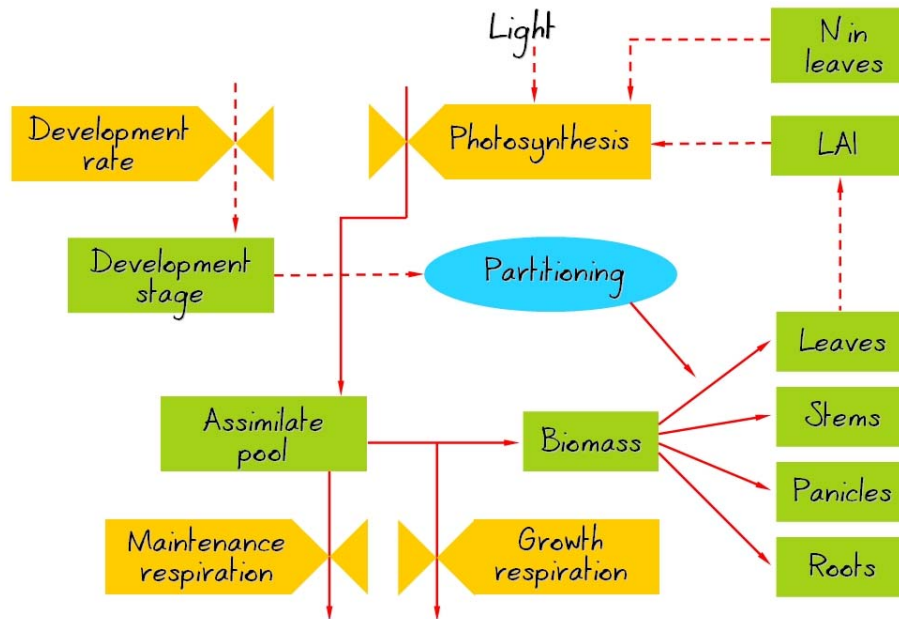 Light
N in
leaves
Development
rate
Photosynthesis
LAI
Development
stage
Partitioning
Leaves
Assimilate
pool
Biomass
Stems
Panicles
Maintenance
respiration
Growth
respiration
Roots